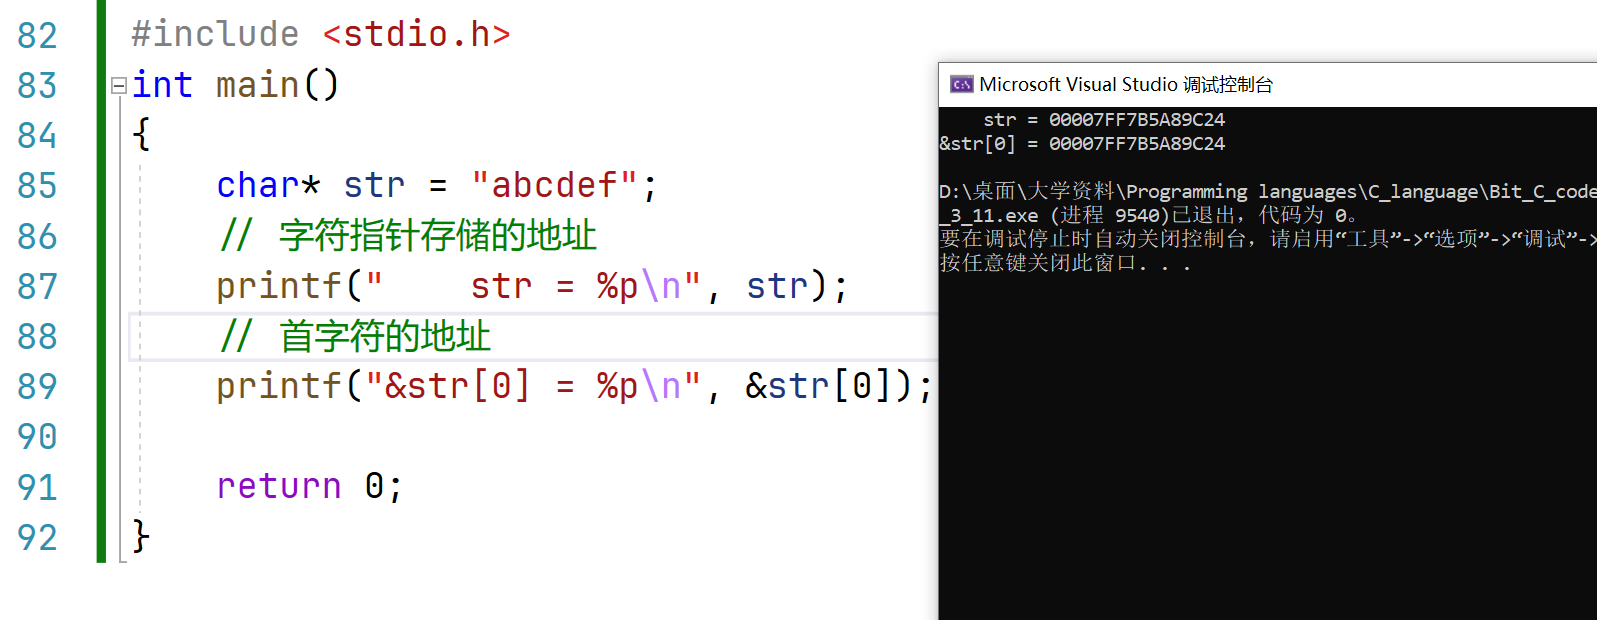 82 #include <stdio.h>
83 int main()
84 {
85 char* str = "abcdef";
86 // 字符指针存储的地址
87 printf("    str = %p\n", str);
88 // 首字符的地址
89 printf("&str[0] = %p\n", &str[0]);
90
91 return 0;
92 }
Microsoft Visual Studio 调试控制台
    str = 00007FF7B5A89C24
&str[0] = 00007FF7B5A89C24
D:\桌面\大学资料\Programming languages\C_language\Bit_C_code
_3_11.exe (进程 9540)已退出，代码为 0。
要在调试停止时自动关闭控制台，请启用“工具”->“选项”->“调试”->
按任意键关闭此窗口. . .